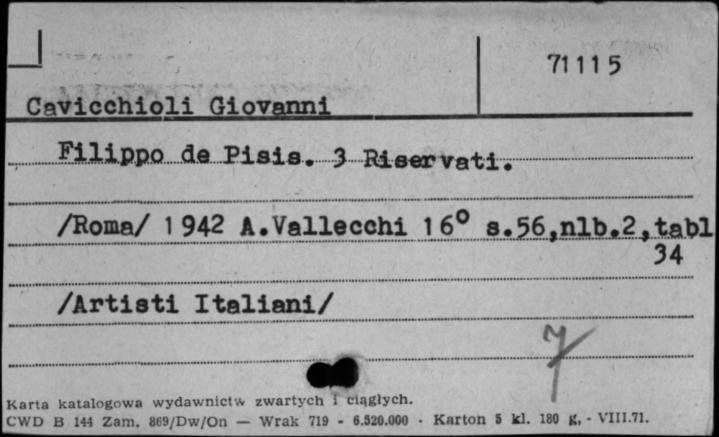 71115
Cavicchioli Giovanni
Filippo de Pisis. 3 Riservati.
/Roma/ 1942 A.Vallecchi 16° s.56,nlb.2,tabl
34
/Artisti Italiani/
7
Karta katalogowa wydawnictw zwartych i ciągłych.
CWD B 144 Zam. 869/Dw/On — Wrak 719 - 6.520.000 - Karton 5 kl. 180 g. - VIII.71.